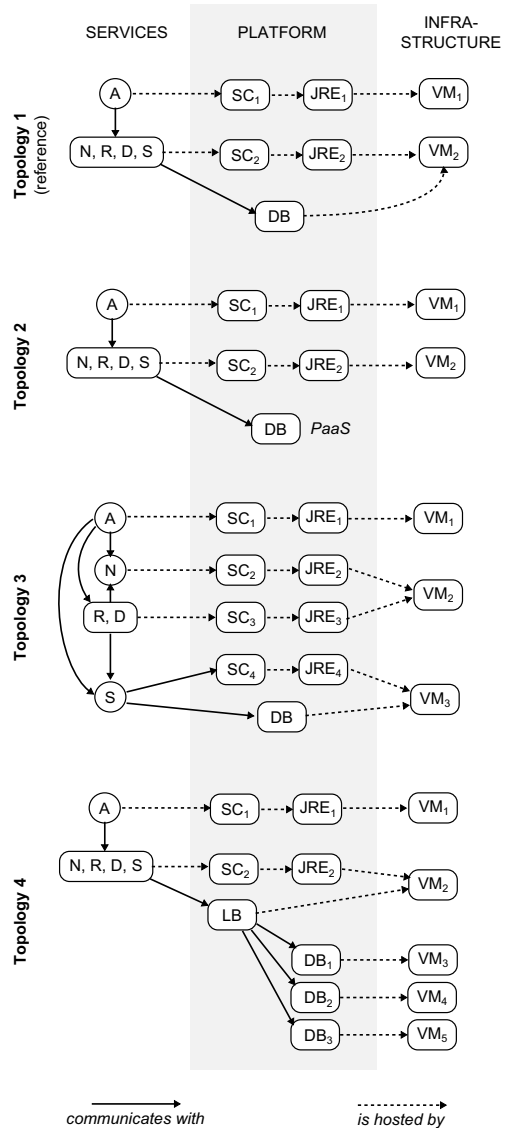 SERVICES PLATFORM INFRA-
STRUCTURE
Topology 1
(reference)
A SC₁ JRE₁ VM₁
N, R, D, S SC₂ JRE₂ VM₂
DB
Topology 2
A SC₁ JRE₁ VM₁
N, R, D, S SC₂ JRE₂ VM₂
DB PaaS
Topology 3
A SC₁ JRE₁ VM₁
N SC₂ JRE₂ VM₂
R, D SC₃ JRE₃
S SC₄ JRE₄ VM₃
DB
Topology 4
A SC₁ JRE₁ VM₁
N, R, D, S SC₂ JRE₂ VM₂
LB
DB₁ VM₃
DB₂ VM₄
DB₃ VM₅
communicates with is hosted by